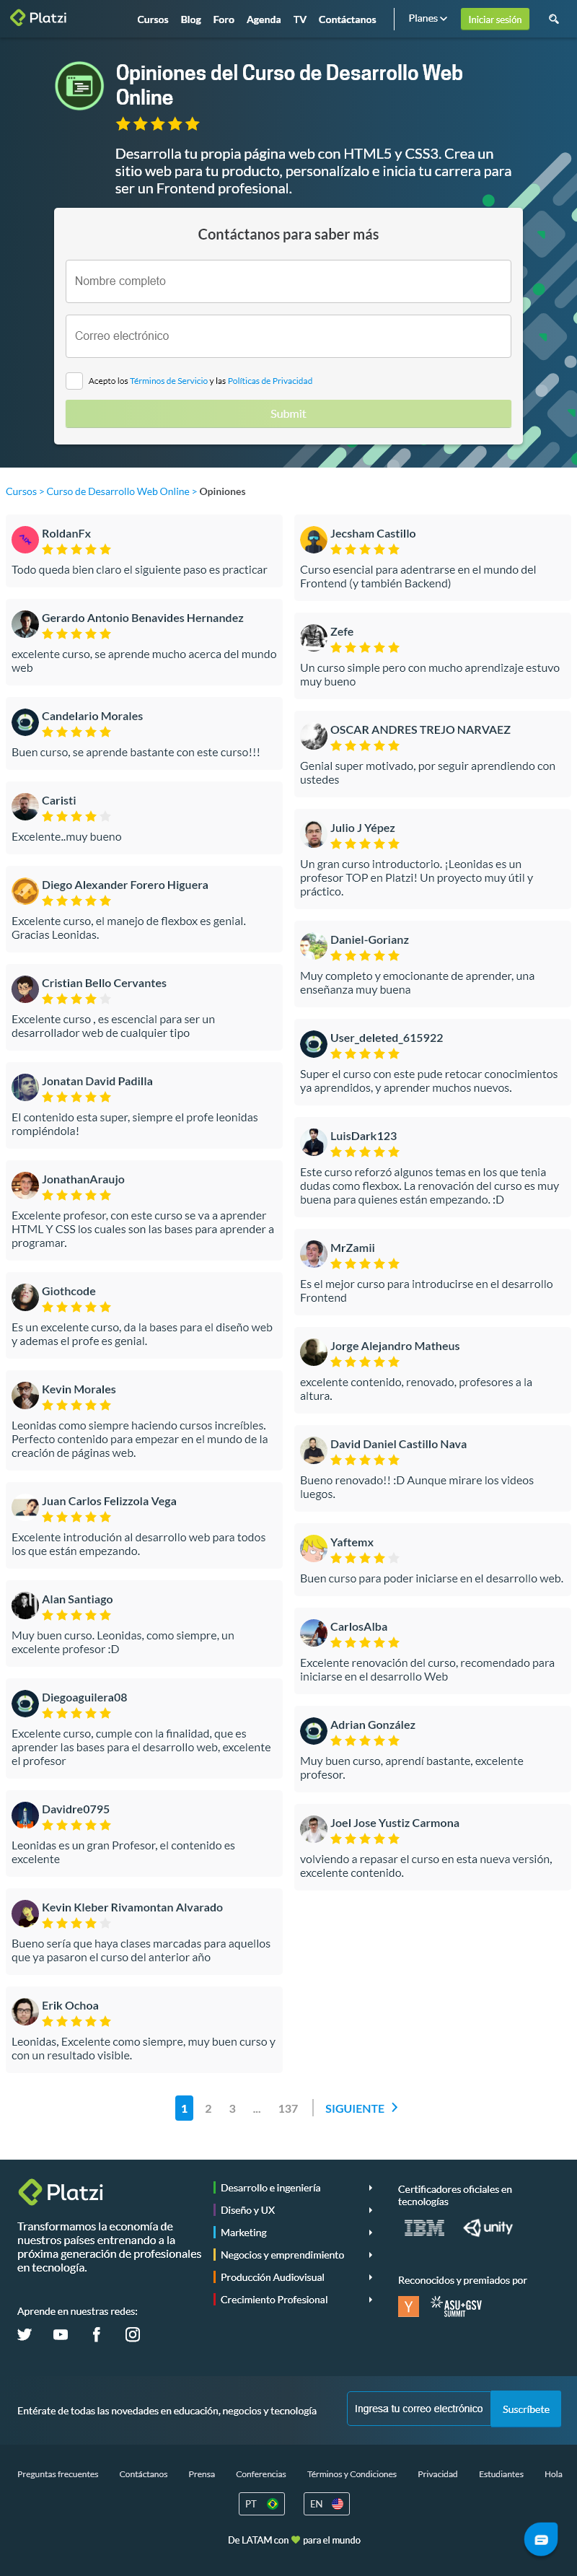 Platzi
Cursos Blog Foro Agenda TV Contáctanos Planes Iniciar sesión
Opiniones del Curso de Desarrollo Web
Online
Desarrolla tu propia página web con HTML5 y CSS3. Crea un
sitio web para tu producto, personalízalo e inicia tu carrera para
ser un Frontend profesional.
Contáctanos para saber más
Nombre completo
Correo electrónico
Acepto los Términos de Servicio y las Políticas de Privacidad
Submit
Cursos > Curso de Desarrollo Web Online > Opiniones
RoldanFx
Todo queda bien claro el siguiente paso es practicar
Gerardo Antonio Benavides Hernandez
excelente curso, se aprende mucho acerca del mundo
web
Candelario Morales
Buen curso, se aprende bastante con este curso!!!
Caristi
Excelente..muy bueno
Diego Alexander Forero Higuera
Excelente curso, el manejo de flexbox es genial.
Gracias Leonidas.
Cristian Bello Cervantes
Excelente curso , es escencial para ser un
desarrollador web de cualquier tipo
Jonatan David Padilla
El contenido esta super, siempre el profe leonidas
rompiéndola!
JonathanAraujo
Excelente profesor, con este curso se va a aprender
HTML Y CSS los cuales son las bases para aprender a
programar.
Giothcode
Es un excelente curso, da la bases para el diseño web
y ademas el profe es genial.
Kevin Morales
Leonidas como siempre haciendo cursos increíbles.
Perfecto contenido para empezar en el mundo de la
creación de páginas web.
Juan Carlos Felizzola Vega
Excelente introducción al desarrollo web para todos
los que están empezando.
Alan Santiago
Muy buen curso. Leonidas, como siempre, un
excelente profesor :D
Diegoaguilera08
Excelente curso, cumple con la finalidad, que es
aprender las bases para el desarrollo web, excelente
el profesor
Davidre0795
Leonidas es un gran Profesor, el contenido es
excelente
Kevin Kleber Rivamontan Alvarado
Bueno sería que haya clases marcadas para aquellos
que ya pasaron el curso del anterior año
Erik Ochoa
Leonidas, Excelente como siempre, muy buen curso y
con un resultado visible.
Jecsham Castillo
Curso esencial para adentrarse en el mundo del
Frontend (y también Backend)
Zefe
Un curso simple pero con mucho aprendizaje estuvo
muy bueno
OSCAR ANDRES TREJO NARVAEZ
Genial super motivado, por seguir aprendiendo con
ustedes
Julio J Yépez
Un gran curso introductorio. ¡Leonidas es un
profesor TOP en Platzi! Un proyecto muy útil y
práctico.
Daniel-Gorianz
Muy completo y emocionante de aprender, una
enseñanza muy buena
User_deleted_615922
Super el curso con este pude retocar conocimientos
ya aprendidos, y aprender muchos nuevos.
LuisDark123
Este curso reforzó algunos temas en los que tenia
dudas como flexbox. La renovación del curso es muy
buena para quienes están empezando. :D
MrZamii
Es el mejor curso para introducirse en el desarrollo
Frontend
Jorge Alejandro Matheus
excelente contenido, renovado, profesores a la
altura.
David Daniel Castillo Nava
Bueno renovado!! :D Aunque mirare los videos
luegos.
Yaftemx
Buen curso para poder iniciarse en el desarrollo web.
CarlosAlba
Excelente renovación del curso, recomendado para
iniciarse en el desarrollo Web
Adrian González
Muy buen curso, aprendí bastante, excelente
profesor.
Joel Jose Yustiz Carmona
volviendo a repasar el curso en esta nueva versión,
excelente contenido.
1 2 3 ... 137 SIGUIENTE
Platzi
Transformamos la economía de
nuestros países entrenando a la
próxima generación de profesionales
en tecnología.
Aprende en nuestras redes:
Desarrollo e ingeniería
Diseño y UX
Marketing
Negocios y emprendimiento
Producción Audiovisual
Crecimiento Profesional
Certificadores oficiales en
tecnologías
IBM unity
Reconocidos y premiados por
Y ASU+GSV
SUMMIT
Entérate de todas las novedades en educación, negocios y tecnología
Ingresa tu correo electrónico Suscríbete
Preguntas frecuentes Contáctanos Prensa Conferencias Términos y Condiciones Privacidad Estudiantes Hola
PT EN
De LATAM con para el mundo